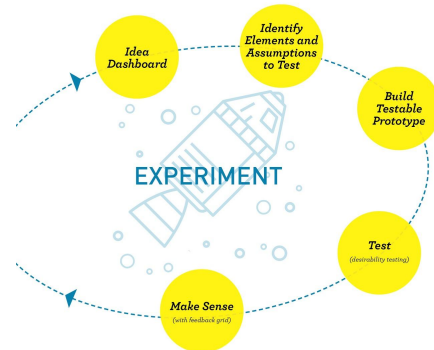 Idea
Dashboard
Identify
Elements and
Assumptions
to Test
Build
Testable
Prototype
EXPERIMENT
Test
(desirability testing)
Make Sense
(with feedback grid)